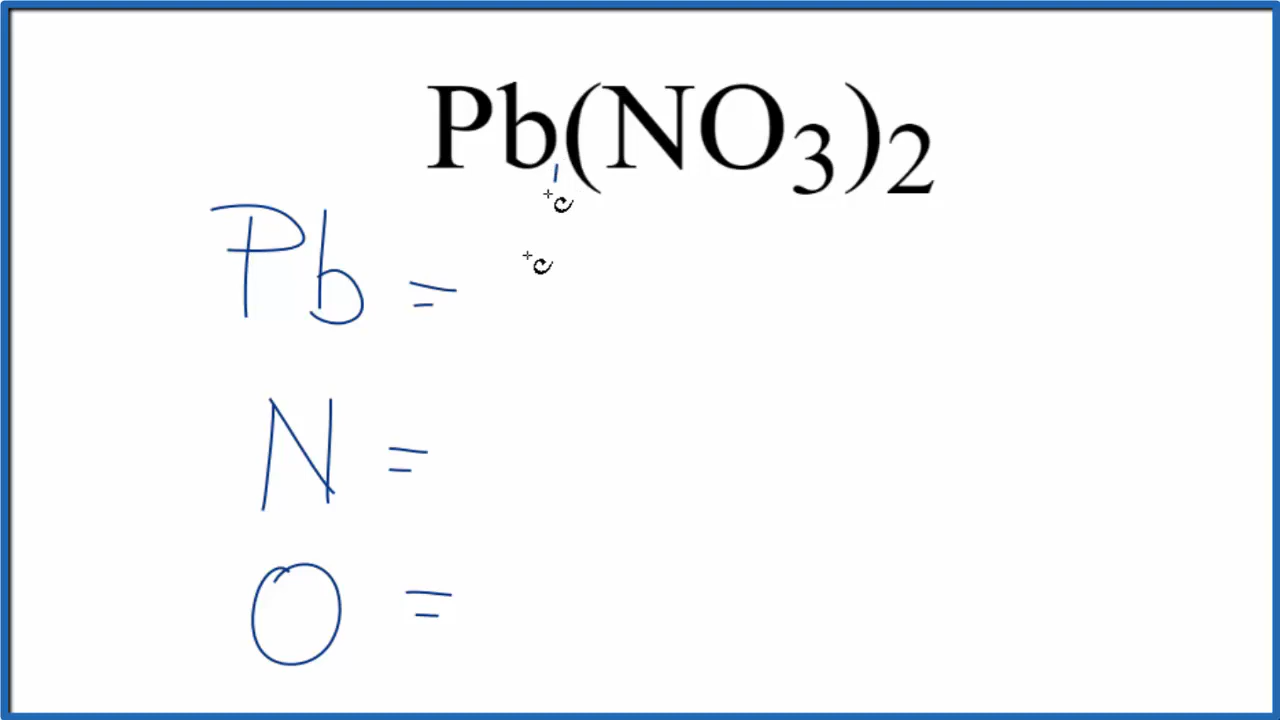 Pb(NO3)2
Pb =
N =
O =